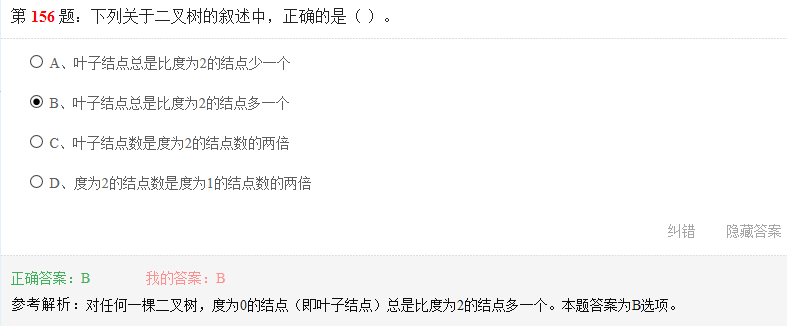 第 156 题：下列关于二叉树的叙述中，正确的是（ ）。
A、叶子结点总是比度为2的结点少一个
B、叶子结点总是比度为2的结点多一个
C、叶子结点数是度为2的结点数的两倍
D、度为2的结点数是度为1的结点数的两倍
纠错 隐藏答案
正确答案：B 我的答案：B
参考解析：对任何一棵二叉树，度为0的结点（即叶子结点）总是比度为2的结点多一个。本题答案为B选项。